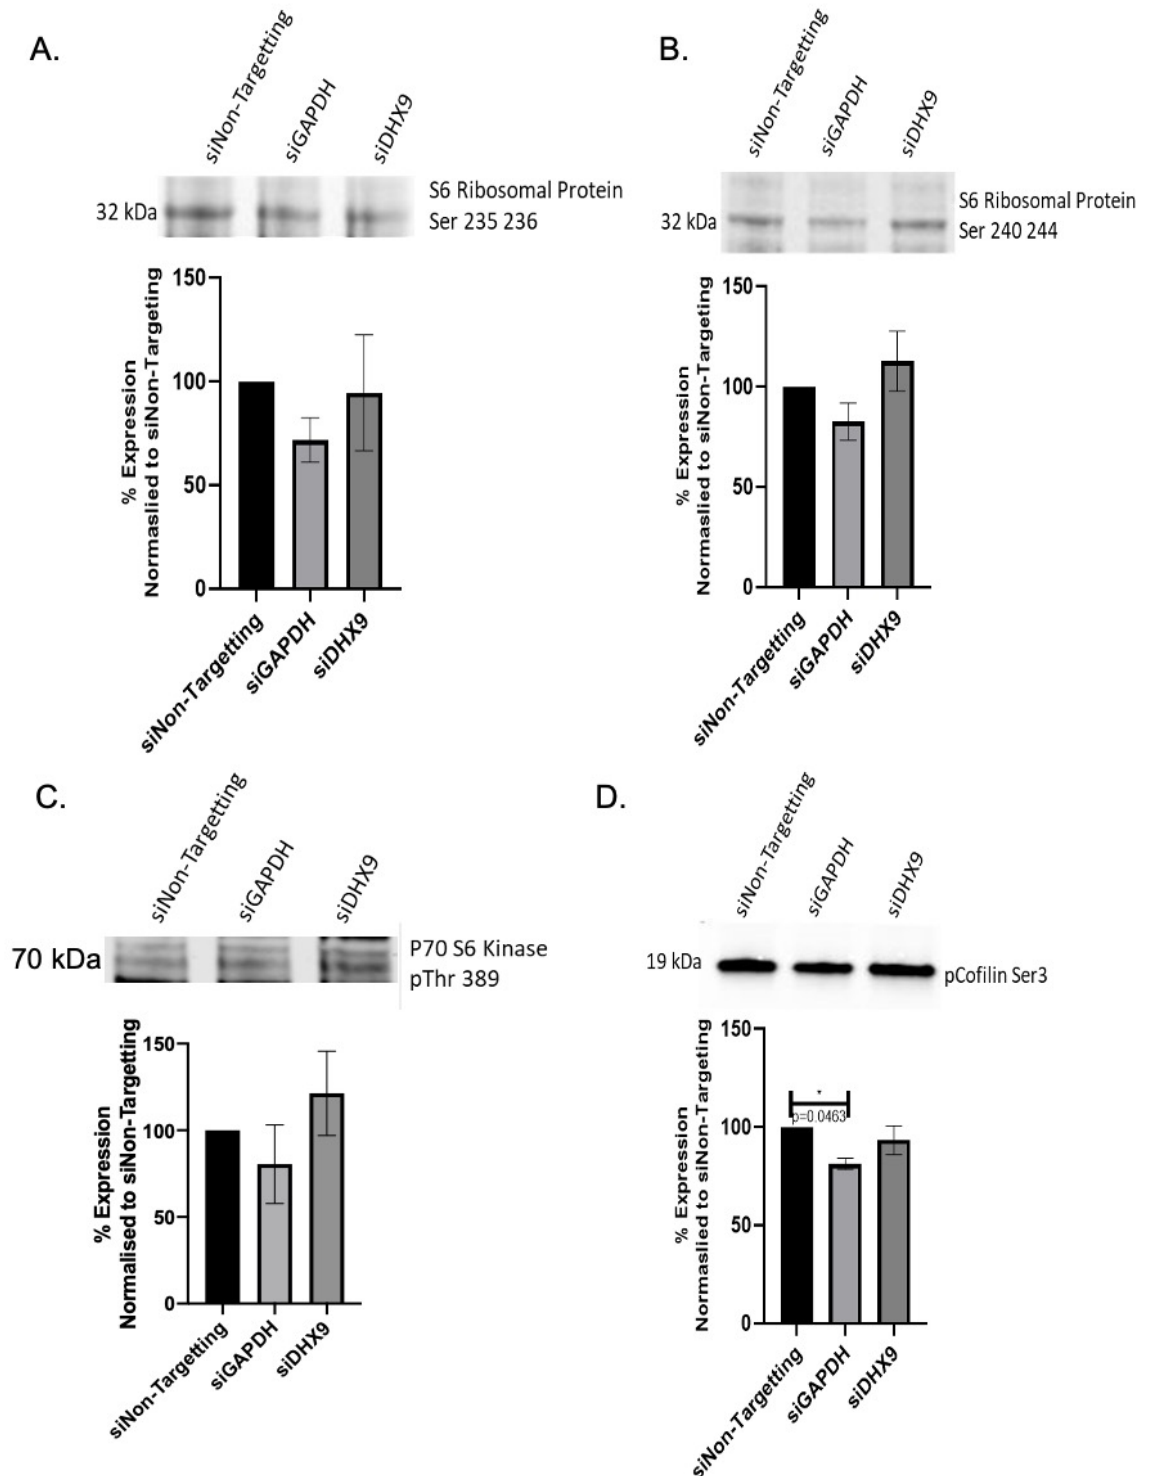 A.
siNon-Targetting
siGAPDH
siDHX9
32 kDa
S6 Ribosomal Protein
Ser 235 236
% Expression
Normaslied to siNon-Targeting
150
100
50
0
siNon-Targetting
siGAPDH
siDHX9
B.
siNon-Targetting
siGAPDH
siDHX9
32 kDa
S6 Ribosomal Protein
Ser 240 244
% Expression
Normaslied to siNon-Targeting
150
100
50
0
siNon-Targetting
siGAPDH
siDHX9
C.
siNon-Targetting
siGAPDH
siDHX9
70 kDa
P70 S6 Kinase
pThr 389
% Expression
Normalised to siNon-Targetting
150
100
50
0
siNon-Targetting
siGAPDH
siDHX9
D.
siNon-Targetting
siGAPDH
siDHX9
19 kDa
pCofilin Ser3
% Expression
Normaslied to siNon-Targeting
150
100
50
0
*
p=0.0463
siNon-Targetting
siGAPDH
siDHX9